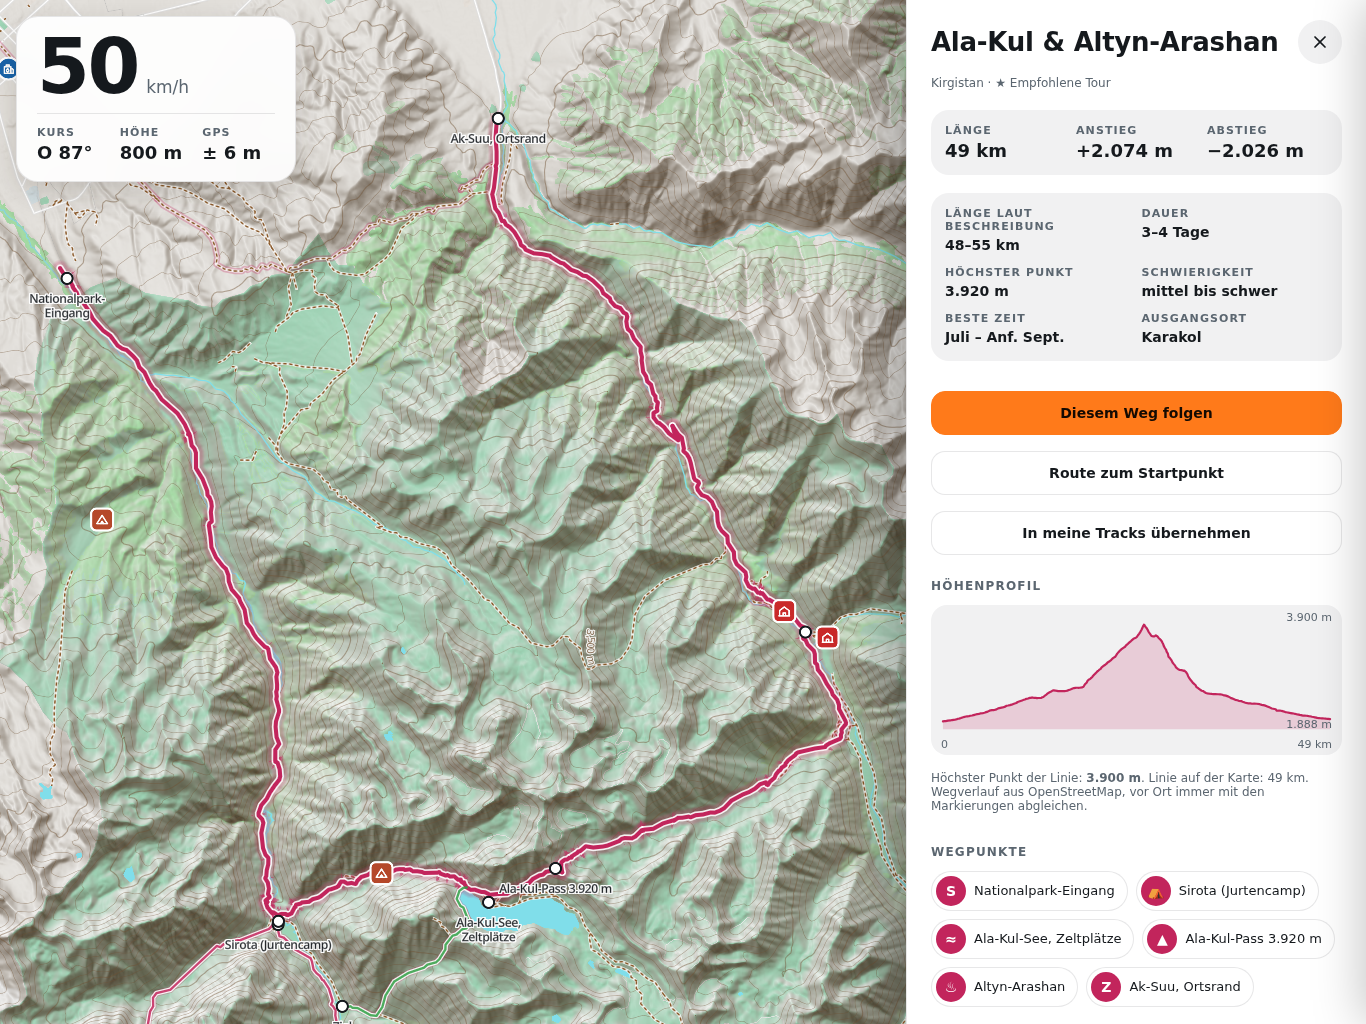 50 km/h
KURS HÖHE GPS
O 87° 800 m ± 6 m
Ak-Suu, Ortsrand
Nationalpark-
Eingang
3.500 m
Ala-Kul-Pass 3.920 m
Ala-Kul-See,
Zeltplätze
Sirota (Jurtencamp)
Ala-Kul & Altyn-Arashan
Kirgistan · ★ Empfohlene Tour
LÄNGE ANSTIEG ABSTIEG
49 km +2.074 m −2.026 m
LÄNGE LAUT
BESCHREIBUNG
48–55 km
DAUER
3–4 Tage
HÖCHSTER PUNKT
3.920 m
SCHWIERIGKEIT
mittel bis schwer
BESTE ZEIT
Juli – Anf. Sept.
AUSGANGSORT
Karakol
Diesem Weg folgen
Route zum Startpunkt
In meine Tracks übernehmen
HÖHENPROFIL
3.900 m
1.888 m
0 49 km
Höchster Punkt der Linie: 3.900 m. Linie auf der Karte: 49 km.
Wegverlauf aus OpenStreetMap, vor Ort immer mit den
Markierungen abgleichen.
WEGPUNKTE
S Nationalpark-Eingang
Sirota (Jurtencamp)
≈ Ala-Kul-See, Zeltplätze
▲ Ala-Kul-Pass 3.920 m
♨ Altyn-Arashan
Z Ak-Suu, Ortsrand